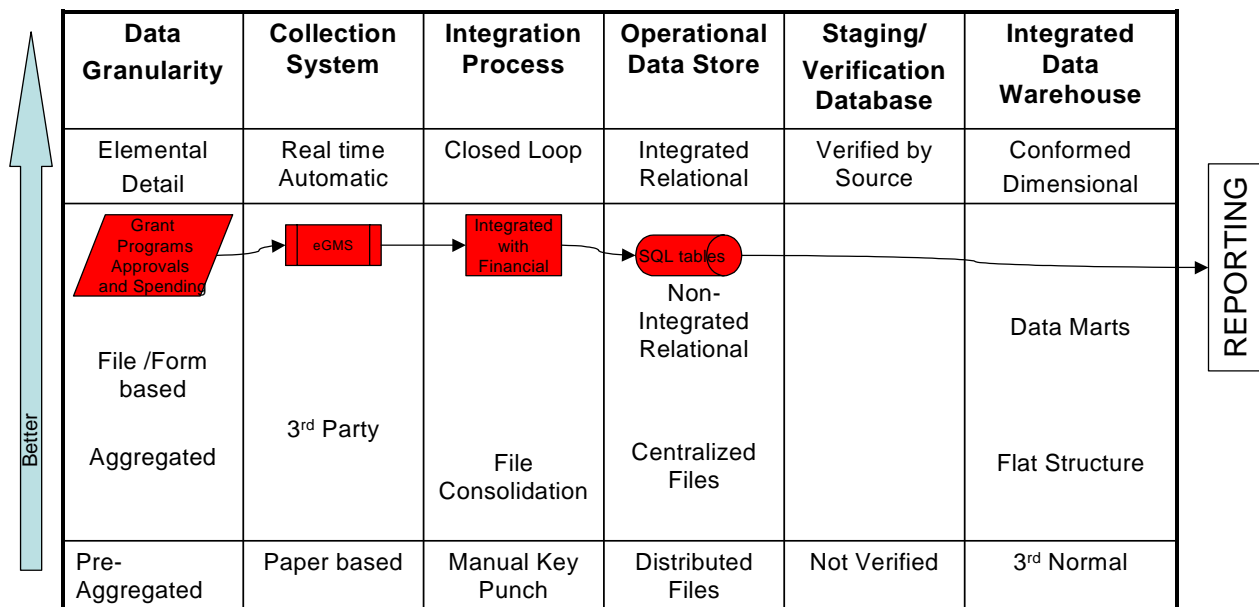 Data
Granularity
Collection
System
Integration
Process
Operational
Data Store
Staging/
Verification
Database
Integrated
Data
Warehouse
Elemental
Detail
Real time
Automatic
Closed Loop
Integrated
Relational
Verified by
Source
Conformed
Dimensional
Grant
Programs
Approvals
and Spending
eGMS
Integrated
with
Financial
SQL tables
Non-
Integrated
Relational
Data Marts
File /Form
based
3rd Party
Aggregated
File
Consolidation
Centralized
Files
Flat Structure
Pre-
Aggregated
Paper based
Manual Key
Punch
Distributed
Files
Not Verified
3rd Normal
Better
REPORTING